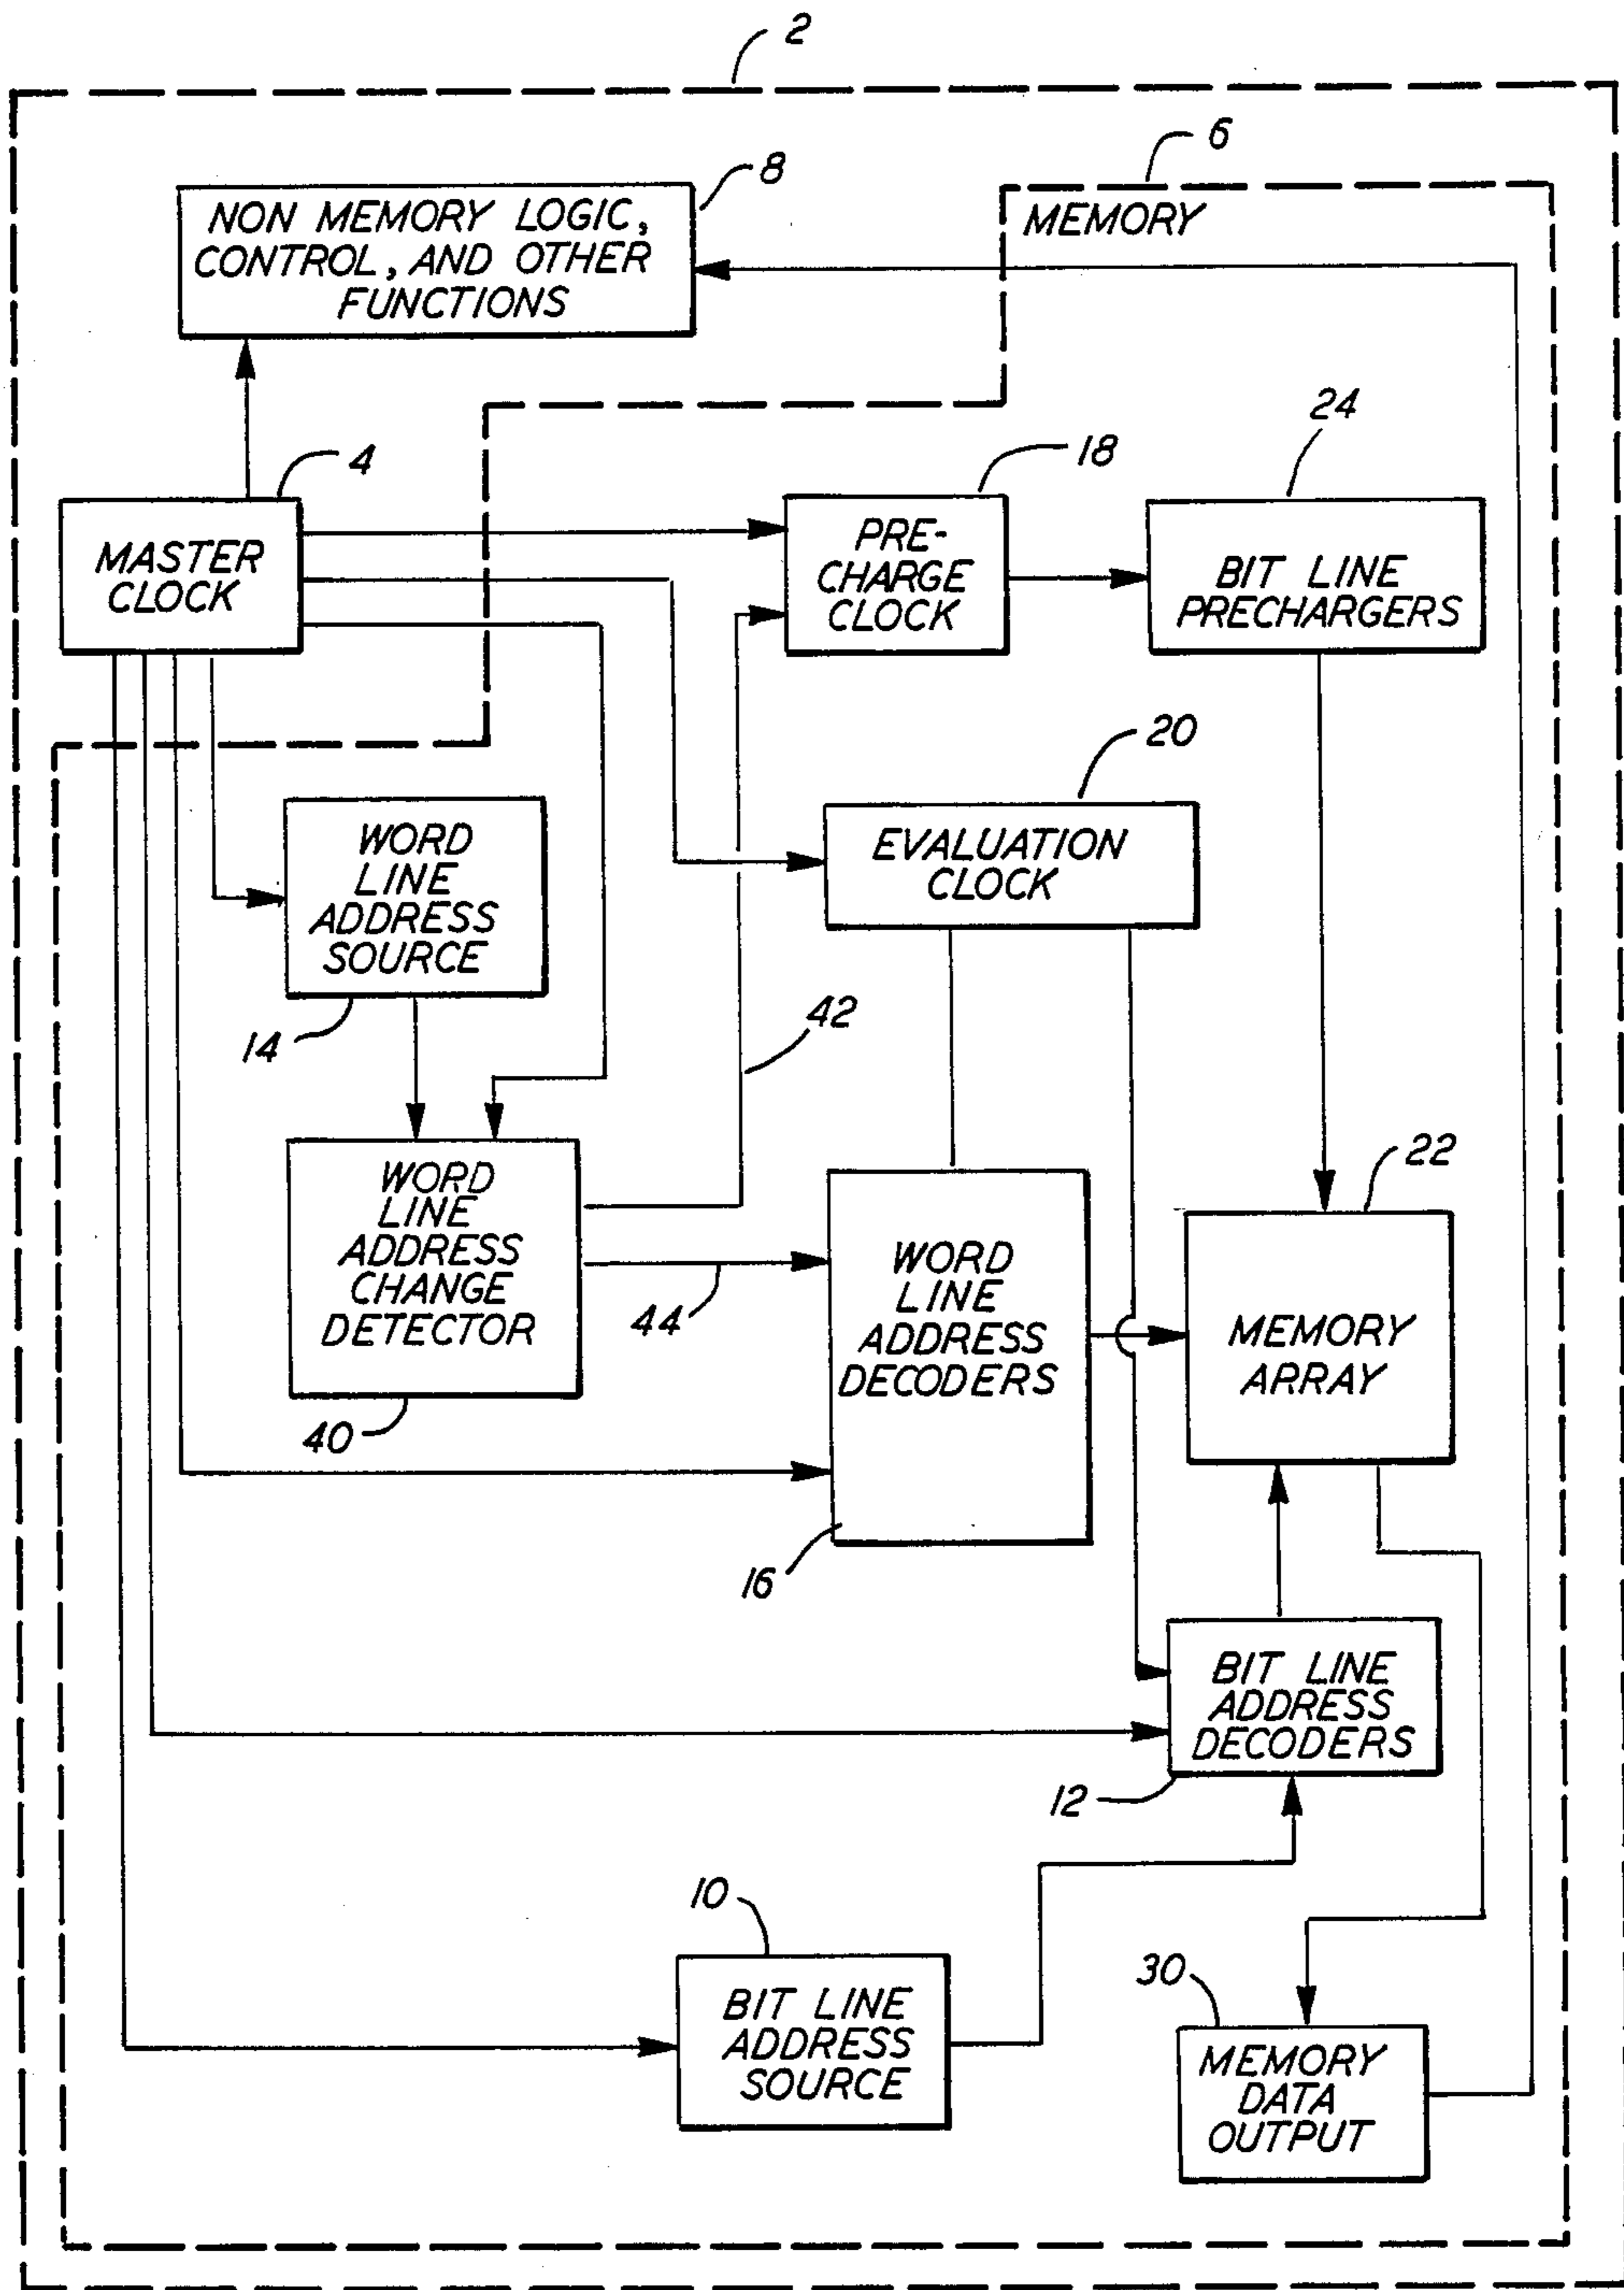 2
6
8
NON MEMORY LOGIC,
CONTROL, AND OTHER
FUNCTIONS
MEMORY
24
18
4
MASTER
CLOCK
PRE-
CHARGE
CLOCK
BIT LINE
PRECHARGERS
20
WORD
LINE
ADDRESS
SOURCE
14
EVALUATION
CLOCK
42
22
WORD
LINE
ADDRESS
CHANGE
DETECTOR
40
44
WORD
LINE
ADDRESS
DECODERS
16
MEMORY
ARRAY
BIT LINE
ADDRESS
DECODERS
12
10
BIT LINE
ADDRESS
SOURCE
30
MEMORY
DATA
OUTPUT